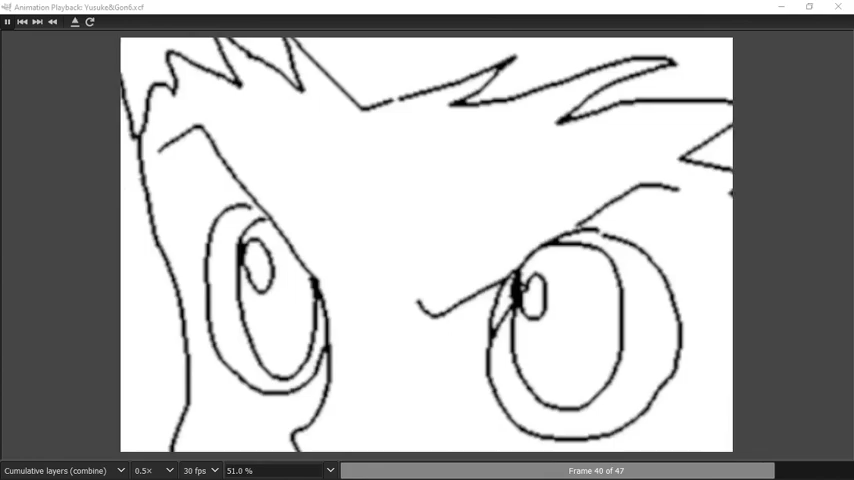 Animation Playback: Yusuke&Gon6.xcf
Cumulative layers (combine) 0.5× 30 fps 51.0 % Frame 40 of 47